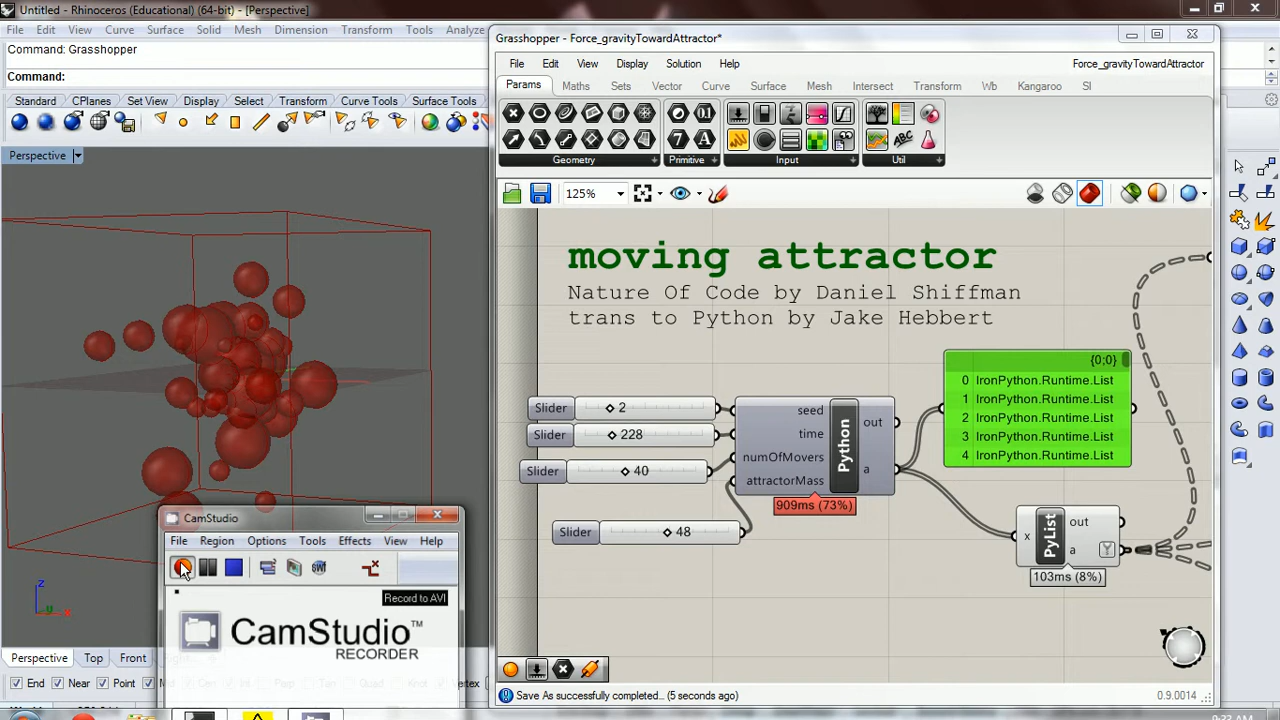 Untitled - Rhinoceros (Educational) (64-bit) - [Perspective]
File Edit View Curve Surface Solid Mesh Dimension Transform Tools Analyze
Command: Grasshopper
Command:
Standard CPlanes Set View Display Select Transform Curve Tools Surface Tools
Perspective
Grasshopper - Force_gravityTowardAttractor*
File Edit View Display Solution Help Force_gravityTowardAttractor
Params Maths Sets Vector Curve Surface Mesh Intersect Transform Wb Kangaroo SI
Geometry Primitive Input Util
125%
moving attractor
Nature Of Code by Daniel Shiffman
trans to Python by Jake Hebbert
{0;0}
0 IronPython.Runtime.List
1 IronPython.Runtime.List
2 IronPython.Runtime.List
3 IronPython.Runtime.List
4 IronPython.Runtime.List
Slider 2
Slider 228
Slider 40
Slider 48
seed
time
numOfMovers
attractorMass
Python
out
a
909ms (73%)
x
PyList
out
a
103ms (8%)
CamStudio
File Region Options Tools Effects View Help
Record to AVI
CamStudio™
RECORDER
z
x
Perspective Top Front
End Near Point
Save As successfully completed... (5 seconds ago)
0.9.0014